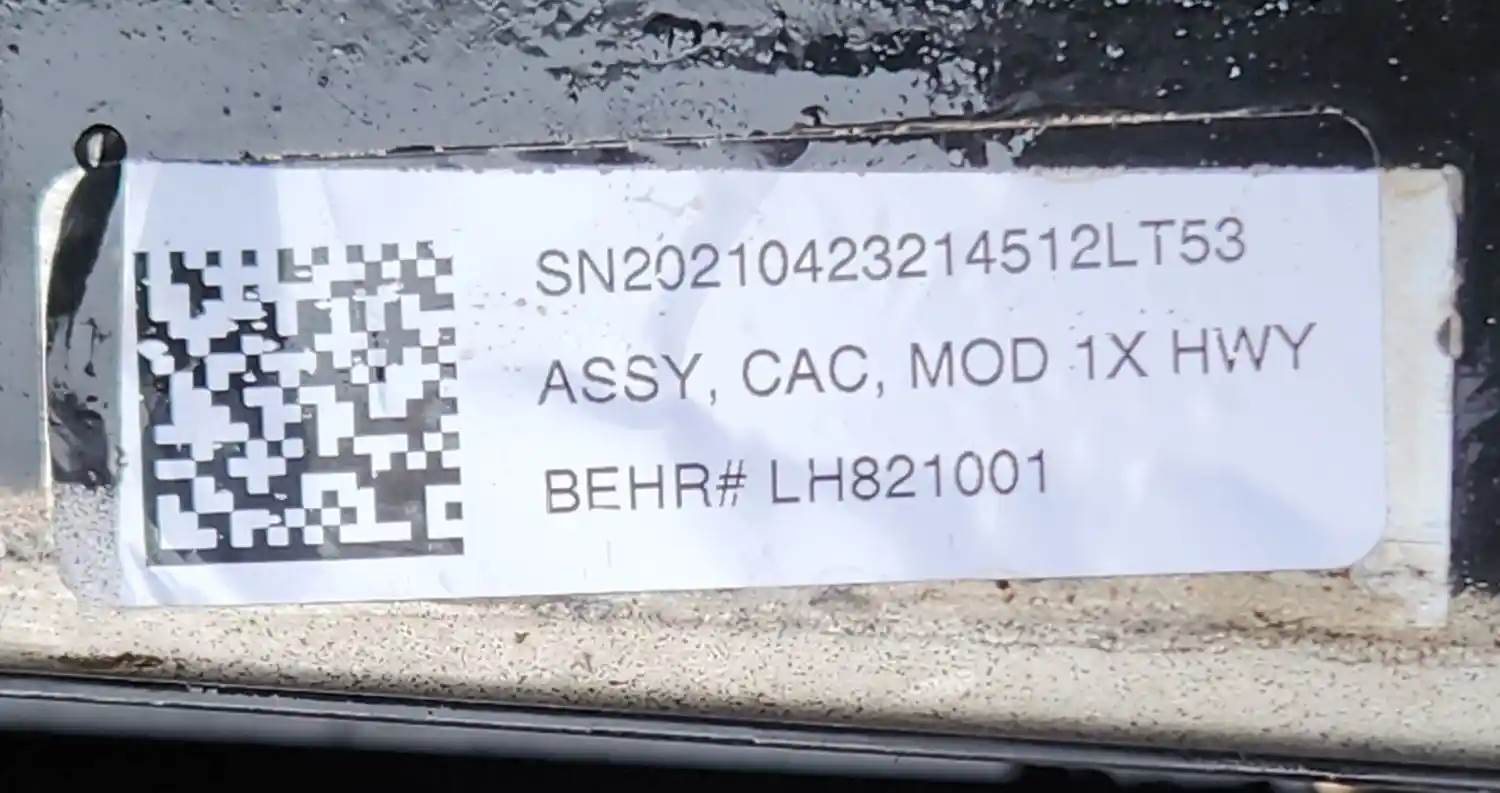 SN20210423214512LT53
ASSY, CAC, MOD 1X HWY
BEHR# LH821001